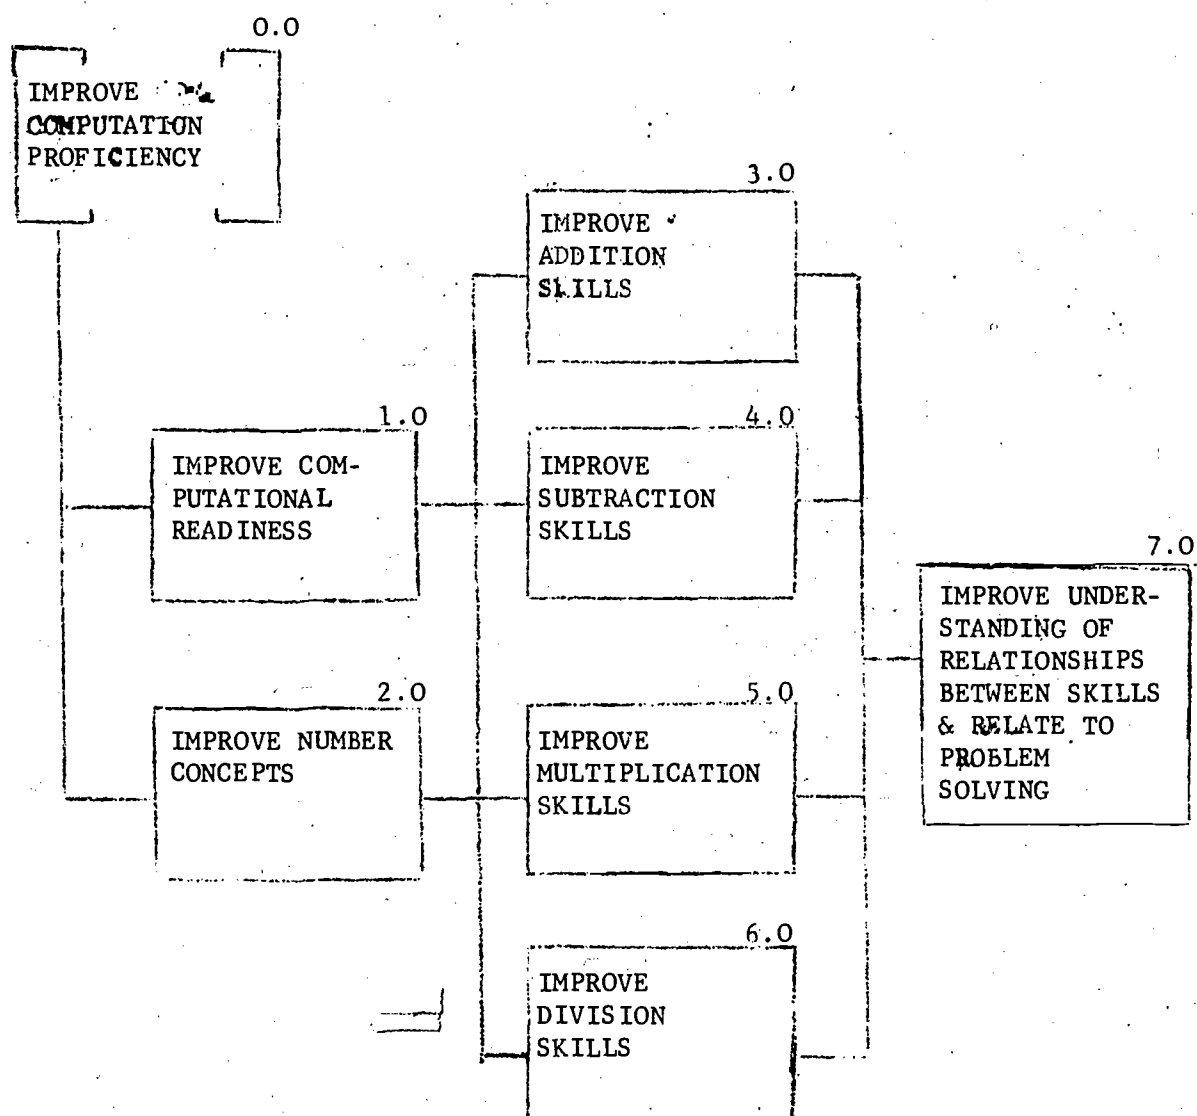 0.0
IMPROVE
COMPUTATION
PROFICIENCY
1.0
IMPROVE COM-
PUTATIONAL
READINESS
2.0
IMPROVE NUMBER
CONCEPTS
3.0
IMPROVE
ADDITION
SKILLS
4.0
IMPROVE
SUBTRACTION
SKILLS
5.0
IMPROVE
MULTIPLICATION
SKILLS
6.0
IMPROVE
DIVISION
SKILLS
7.0
IMPROVE UNDER-
STANDING OF
RELATIONSHIPS
BETWEEN SKILLS
& RELATE TO
PROBLEM
SOLVING